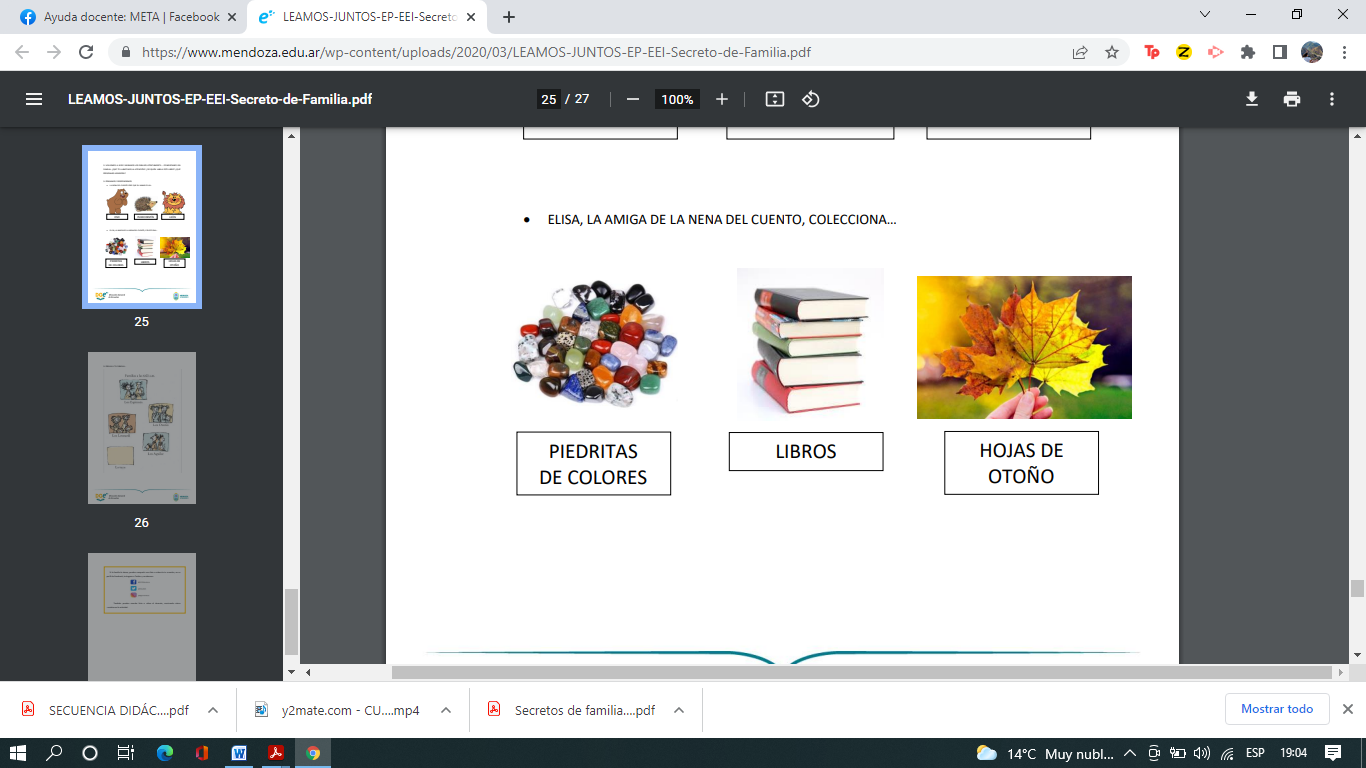 Ayuda docente: META | Facebook
LEAMOS-JUNTOS-EP-EEI-Secreto
https://www.mendoza.edu.ar/wp-content/uploads/2020/03/LEAMOS-JUNTOS-EP-EEI-Secreto-de-Familia.pdf
LEAMOS-JUNTOS-EP-EEI-Secreto-de-Familia.pdf
25 / 27
100%
25
26
• ELISA, LA AMIGA DE LA NENA DEL CUENTO, COLECCIONA...
PIEDRITAS
DE COLORES
LIBROS
HOJAS DE
OTOÑO
SECUENCIA DIDÁC....pdf
y2mate.com - CU....mp4
Secretos de familia....pdf
Mostrar todo
14°C Muy nubl...
ESP
19:04